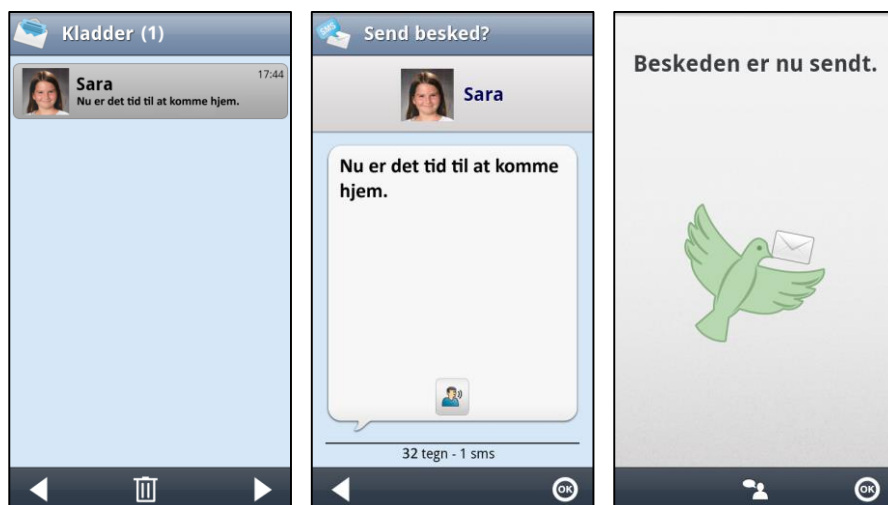 Kladder (1)
Sara
17:44
Nu er det tid til at komme hjem.
SMS
Send besked?
Sara
Nu er det tid til at komme
hjem.
32 tegn - 1 sms
OK
Beskeden er nu sendt.
OK